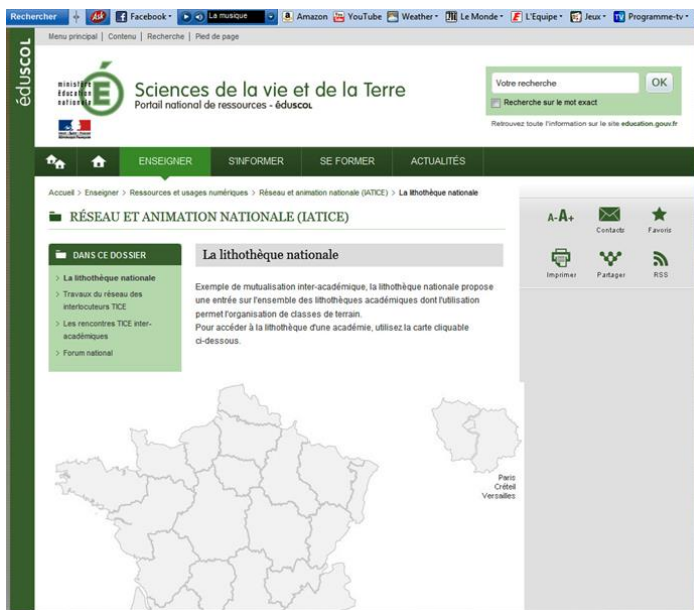 Rechercher Ask Facebook La musique Amazon YouTube Weather Le Monde L'Equipe Jeux Programme-tv
Menu principal | Contenu | Recherche | Pied de page
éduscol
ministère
éducation
nationale
Sciences de la vie et de la Terre
Portail national de ressources - éduscol
Votre recherche OK
Recherche sur le mot exact
Retrouvez toute l'information sur le site education.gouv.fr
ENSEIGNER S'INFORMER SE FORMER ACTUALITÉS
Accueil > Enseigner > Ressources et usages numériques > Réseau et animation nationale (IATICE) > La lithothèque nationale
RÉSEAU ET ANIMATION NATIONALE (IATICE)
A-A+
Contacts
Favoris
Imprimer
Partager
RSS
DANS CE DOSSIER
> La lithothèque nationale
> Travaux du réseau des
interlocuteurs TICE
> Les rencontres TICE inter-
académiques
> Forum national
La lithothèque nationale
Exemple de mutualisation inter-académique, la lithothèque nationale propose
une entrée sur l'ensemble des lithothèques académiques dont l'utilisation
permet l'organisation de classes de terrain.
Pour accéder à la lithothèque d'une académie, utilisez la carte cliquable
ci-dessous.
Paris
Créteil
Versailles